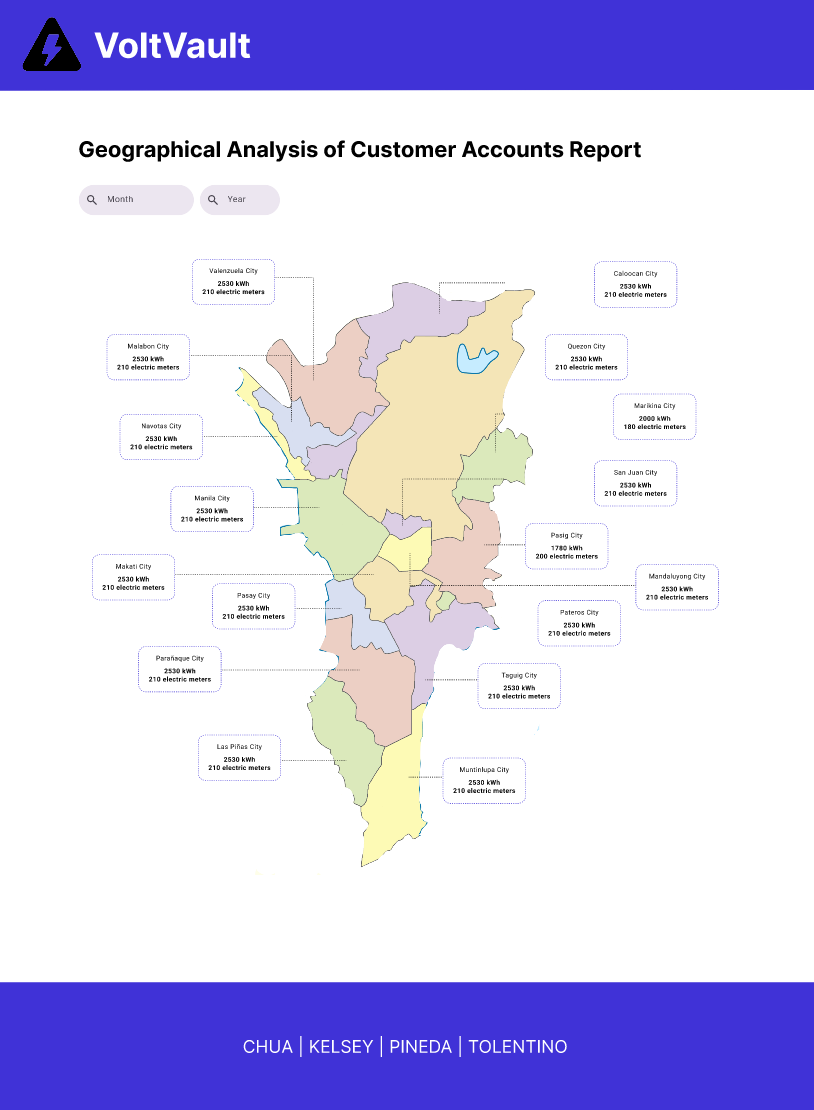 VoltVault
Geographical Analysis of Customer Accounts Report
Month
Year
Valenzuela City
2530 kWh
210 electric meters
Caloocan City
2530 kWh
210 electric meters
Malabon City
2530 kWh
210 electric meters
Quezon City
2530 kWh
210 electric meters
Marikina City
2000 kWh
180 electric meters
Navotas City
2530 kWh
210 electric meters
San Juan City
2530 kWh
210 electric meters
Manila City
2530 kWh
210 electric meters
Pasig City
1780 kWh
200 electric meters
Makati City
2530 kWh
210 electric meters
Mandaluyong City
2530 kWh
210 electric meters
Pasay City
2530 kWh
210 electric meters
Pateros City
2530 kWh
210 electric meters
Parañaque City
2530 kWh
210 electric meters
Taguig City
2530 kWh
210 electric meters
Las Piñas City
2530 kWh
210 electric meters
Muntinlupa City
2530 kWh
210 electric meters
CHUA | KELSEY | PINEDA | TOLENTINO